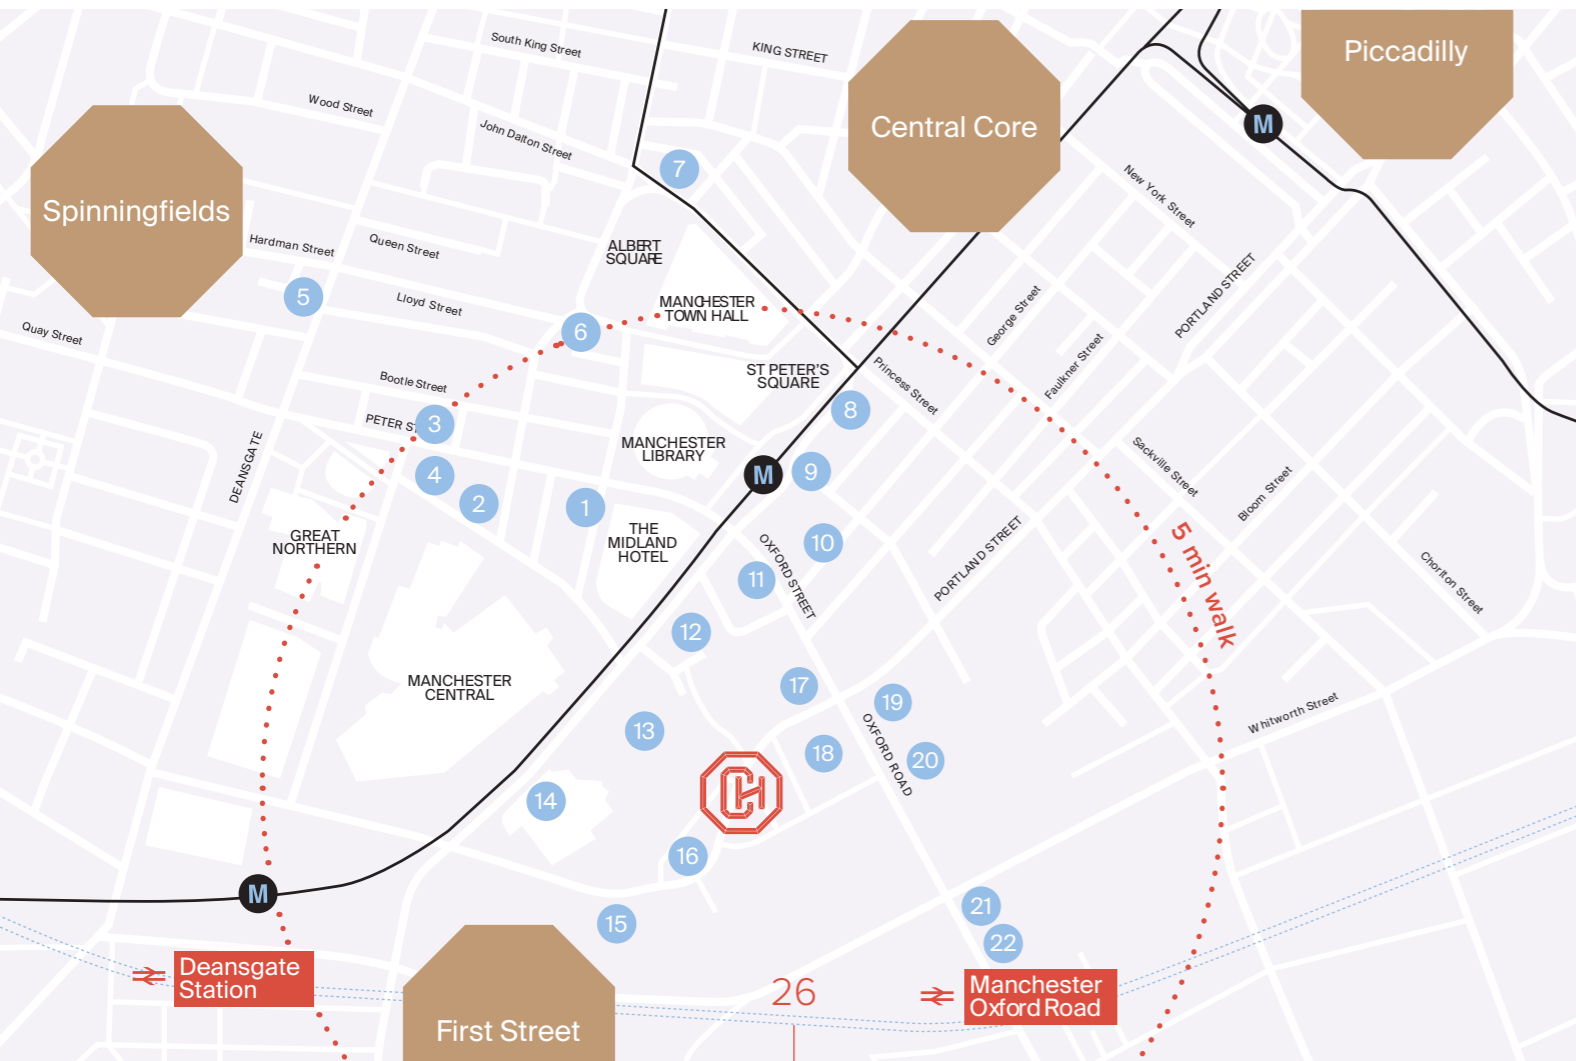 South King Street
KING STREET
Piccadilly
Wood Street
John Dalton Street
Central Core
M
7
New York Street
Spinningfields
Hardman Street
Queen Street
ALBERT
SQUARE
5
Lloyd Street
MANCHESTER
TOWN HALL
George Street
PORTLAND STREET
Quay Street
6
Bootle Street
ST PETER'S
SQUARE
Princess Street
Faulkner Street
PETER ST
3
8
DEANSGATE
MANCHESTER
LIBRARY
M
9
4
2
1
Sackville Street
Bloom Street
GREAT
NORTHERN
THE
MIDLAND
HOTEL
OXFORD STREET
10
11
PORTLAND STREET
5 min walk
Chorlton Street
12
MANCHESTER
CENTRAL
17
19
13
18
OXFORD ROAD
20
Whitworth Street
CH
14
16
M
15
21
22
Deansgate
Station
26
Manchester
Oxford Road
First Street